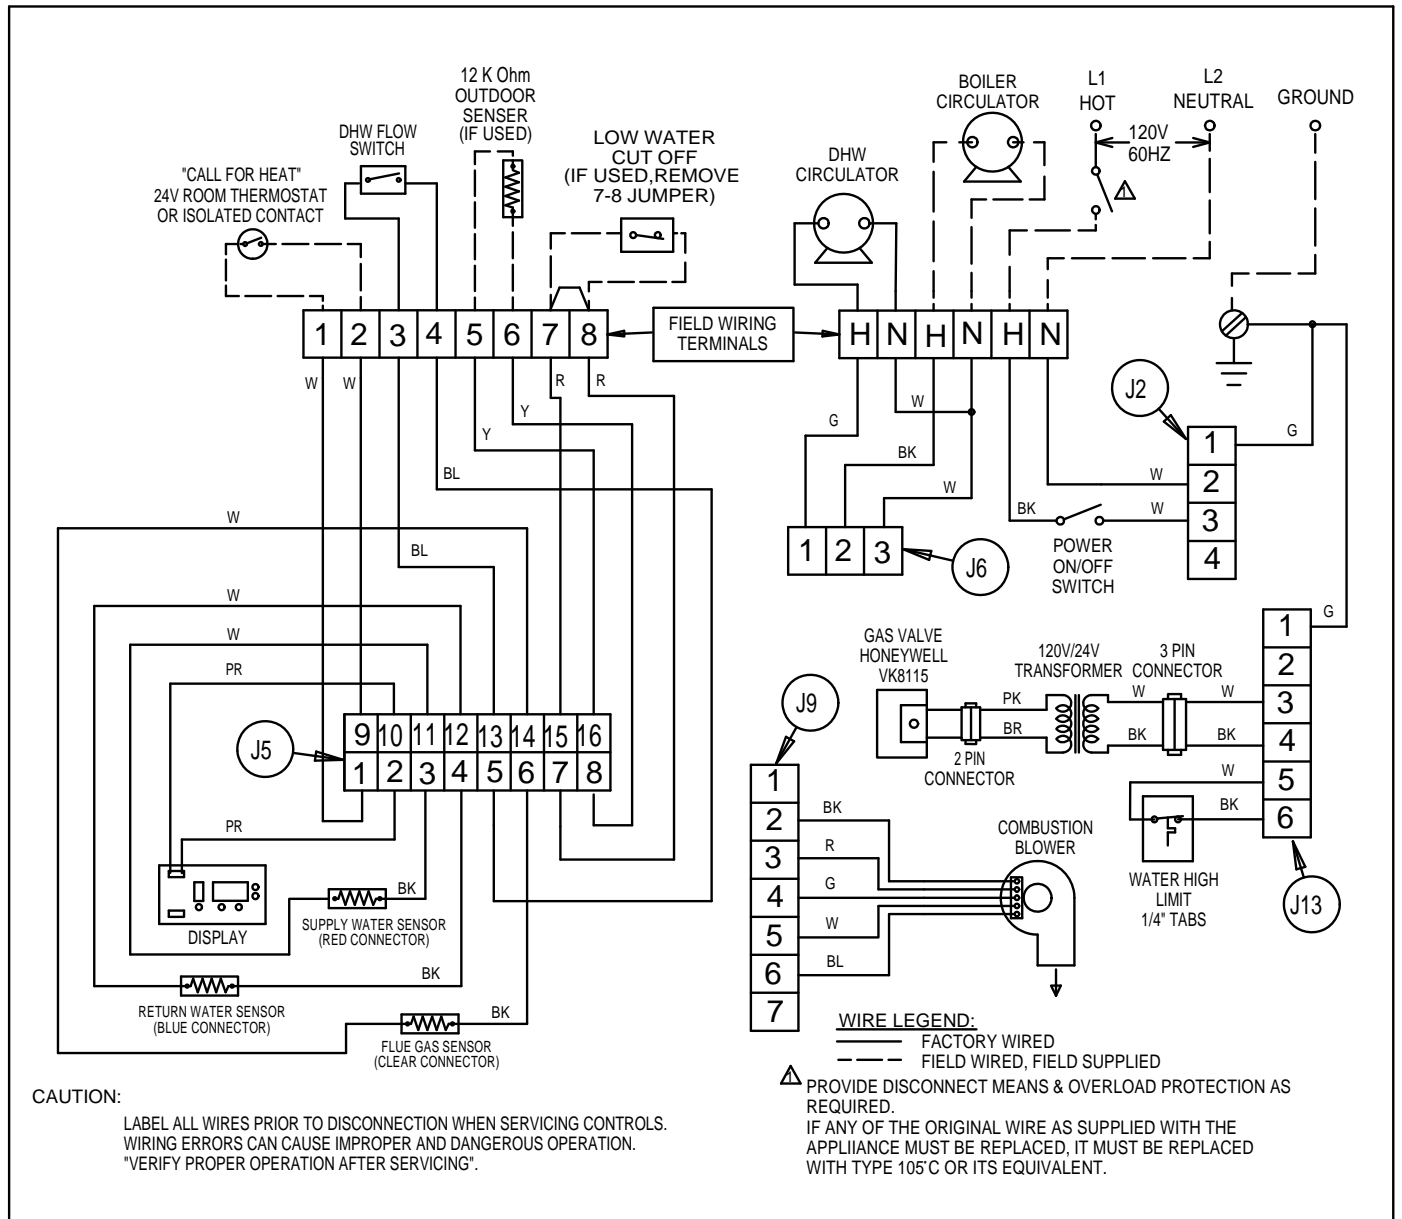 12 K Ohm
OUTDOOR
SENSER
(IF USED)
DHW FLOW
SWITCH
LOW WATER
CUT OFF
(IF USED,REMOVE
7-8 JUMPER)
"CALL FOR HEAT"
24V ROOM THERMOSTAT
OR ISOLATED CONTACT
BOILER
CIRCULATOR
DHW
CIRCULATOR
L1
HOT
L2
NEUTRAL
GROUND
120V
60HZ
1
1 2 3 4 5 6 7 8
FIELD WIRING
TERMINALS
H N H N H N
W W R R
Y
Y
BL
W
BL
W
W
PR
J5
9 10 11 12 13 14 15 16
1 2 3 4 5 6 7 8
PR
DISPLAY
BK
SUPPLY WATER SENSOR
(RED CONNECTOR)
BK
RETURN WATER SENSOR
(BLUE CONNECTOR)
BK
FLUE GAS SENSOR
(CLEAR CONNECTOR)
G
W
BK
W
1 2 3
J6
J2
1
2
3
4
G
W
BK
W
POWER
ON/OFF
SWITCH
G
GAS VALVE
HONEYWELL
VK8115
PK
BR
2 PIN
CONNECTOR
120V/24V
TRANSFORMER
3 PIN
CONNECTOR
W
W
BK
BK
W
BK
1
2
3
4
5
6
J13
WATER HIGH
LIMIT
1/4" TABS
J9
1
2
3
4
5
6
7
BK
R
G
W
BL
COMBUSTION
BLOWER
WIRE LEGEND:
FACTORY WIRED
FIELD WIRED, FIELD SUPPLIED
1 PROVIDE DISCONNECT MEANS & OVERLOAD PROTECTION AS
REQUIRED.
IF ANY OF THE ORIGINAL WIRE AS SUPPLIED WITH THE
APPLIIANCE MUST BE REPLACED, IT MUST BE REPLACED
WITH TYPE 105°C OR ITS EQUIVALENT.
CAUTION:
LABEL ALL WIRES PRIOR TO DISCONNECTION WHEN SERVICING CONTROLS.
WIRING ERRORS CAN CAUSE IMPROPER AND DANGEROUS OPERATION.
"VERIFY PROPER OPERATION AFTER SERVICING".